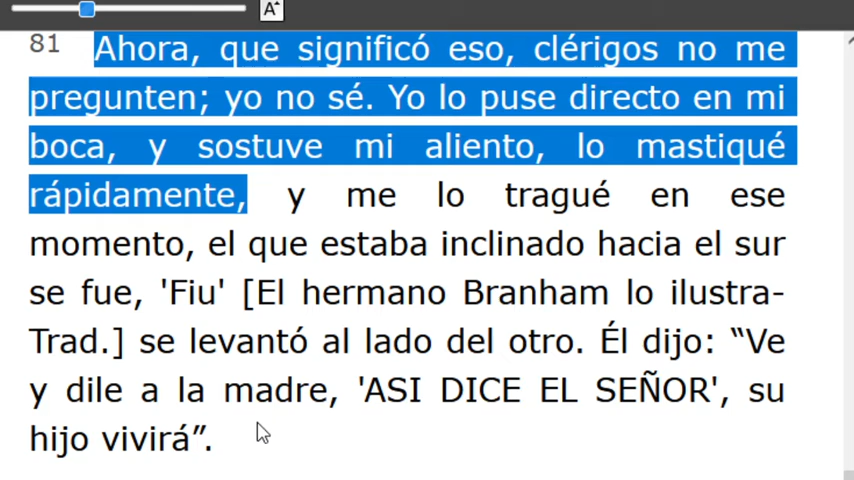 A
81 Ahora, que significó eso, clérigos no me
pregunten; yo no sé. Yo lo puse directo en mi
boca, y sostuve mi aliento, lo mastiqué
rápidamente, y me lo tragué en ese
momento, el que estaba inclinado hacia el sur
se fue, 'Fiu' [El hermano Branham lo ilustra-
Trad.] se levantó al lado del otro. Él dijo: “Ve
y dile a la madre, 'ASI DICE EL SEÑOR', su
hijo vivirá”.